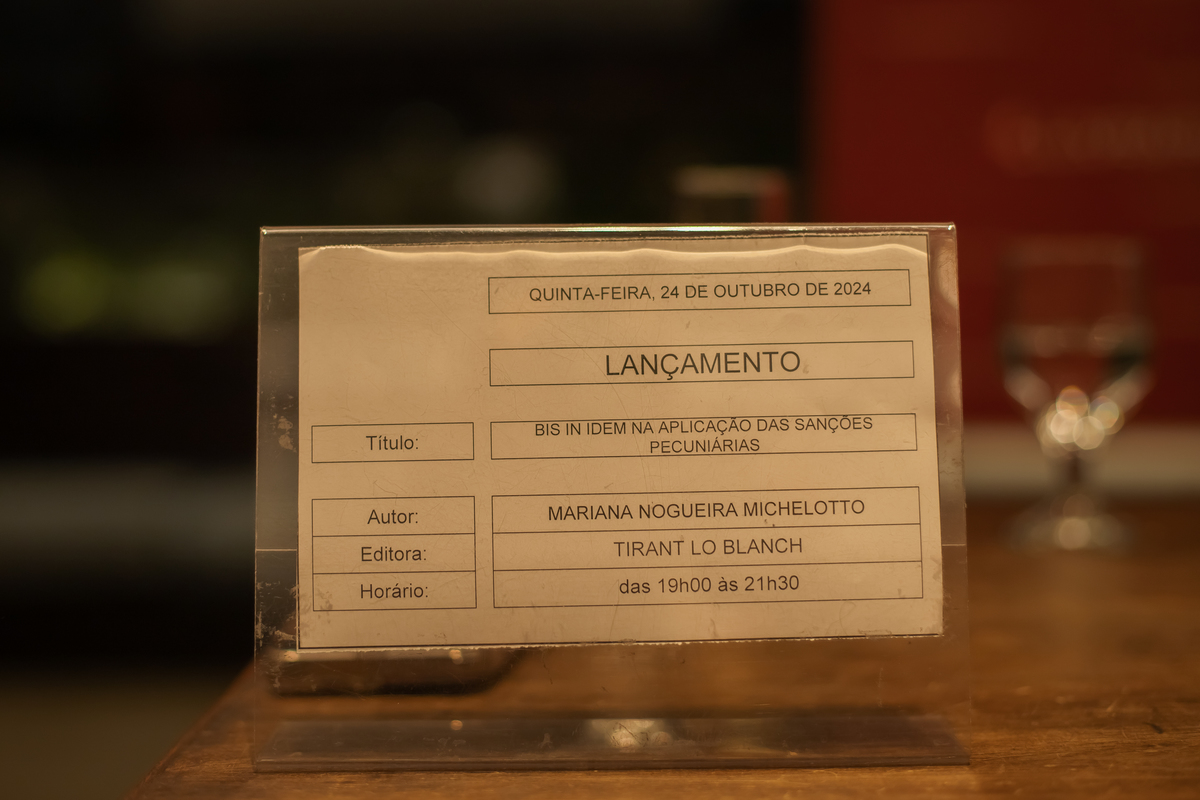 QUINTA-FEIRA, 24 DE OUTUBRO DE 2024
LANÇAMENTO
Título: BIS IN IDEM NA APLICAÇÃO DAS SANÇÕES
PECUNIÁRIAS
Autor: MARIANA NOGUEIRA MICHELOTTO
Editora: TIRANT LO BLANCH
Horário: das 19h00 às 21h30